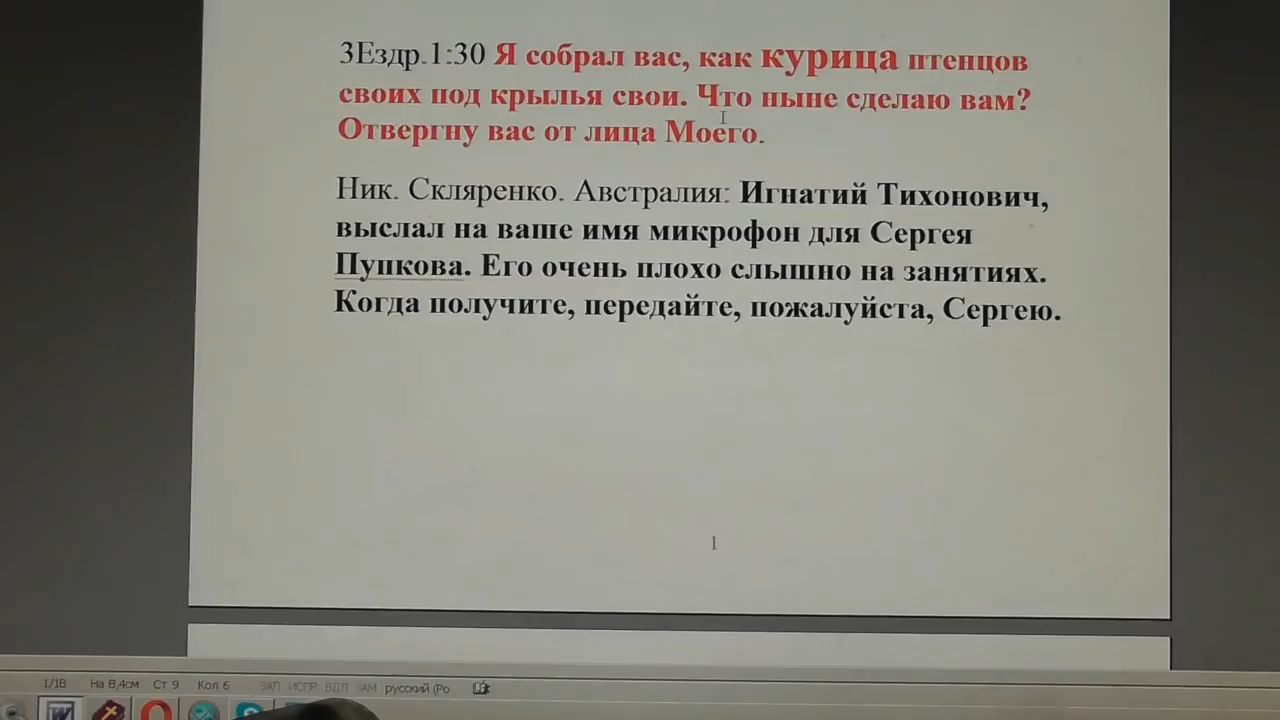 3Ездр.1:30 Я собрал вас, как курица птенцов
своих под крылья свои. Что ныне сделаю вам?
Отвергну вас от лица Моего.
Ник. Скляренко. Австралия: Игнатий Тихонович,
выслал на ваше имя микрофон для Сергея
Пупкова. Его очень плохо слышно на занятиях.
Когда получите, передайте, пожалуйста, Сергею.
1
1/18 На 8,4см Ст 9 Кол 6 ЗАП ИСПР ВДЛ ЗАМ русский (Ро